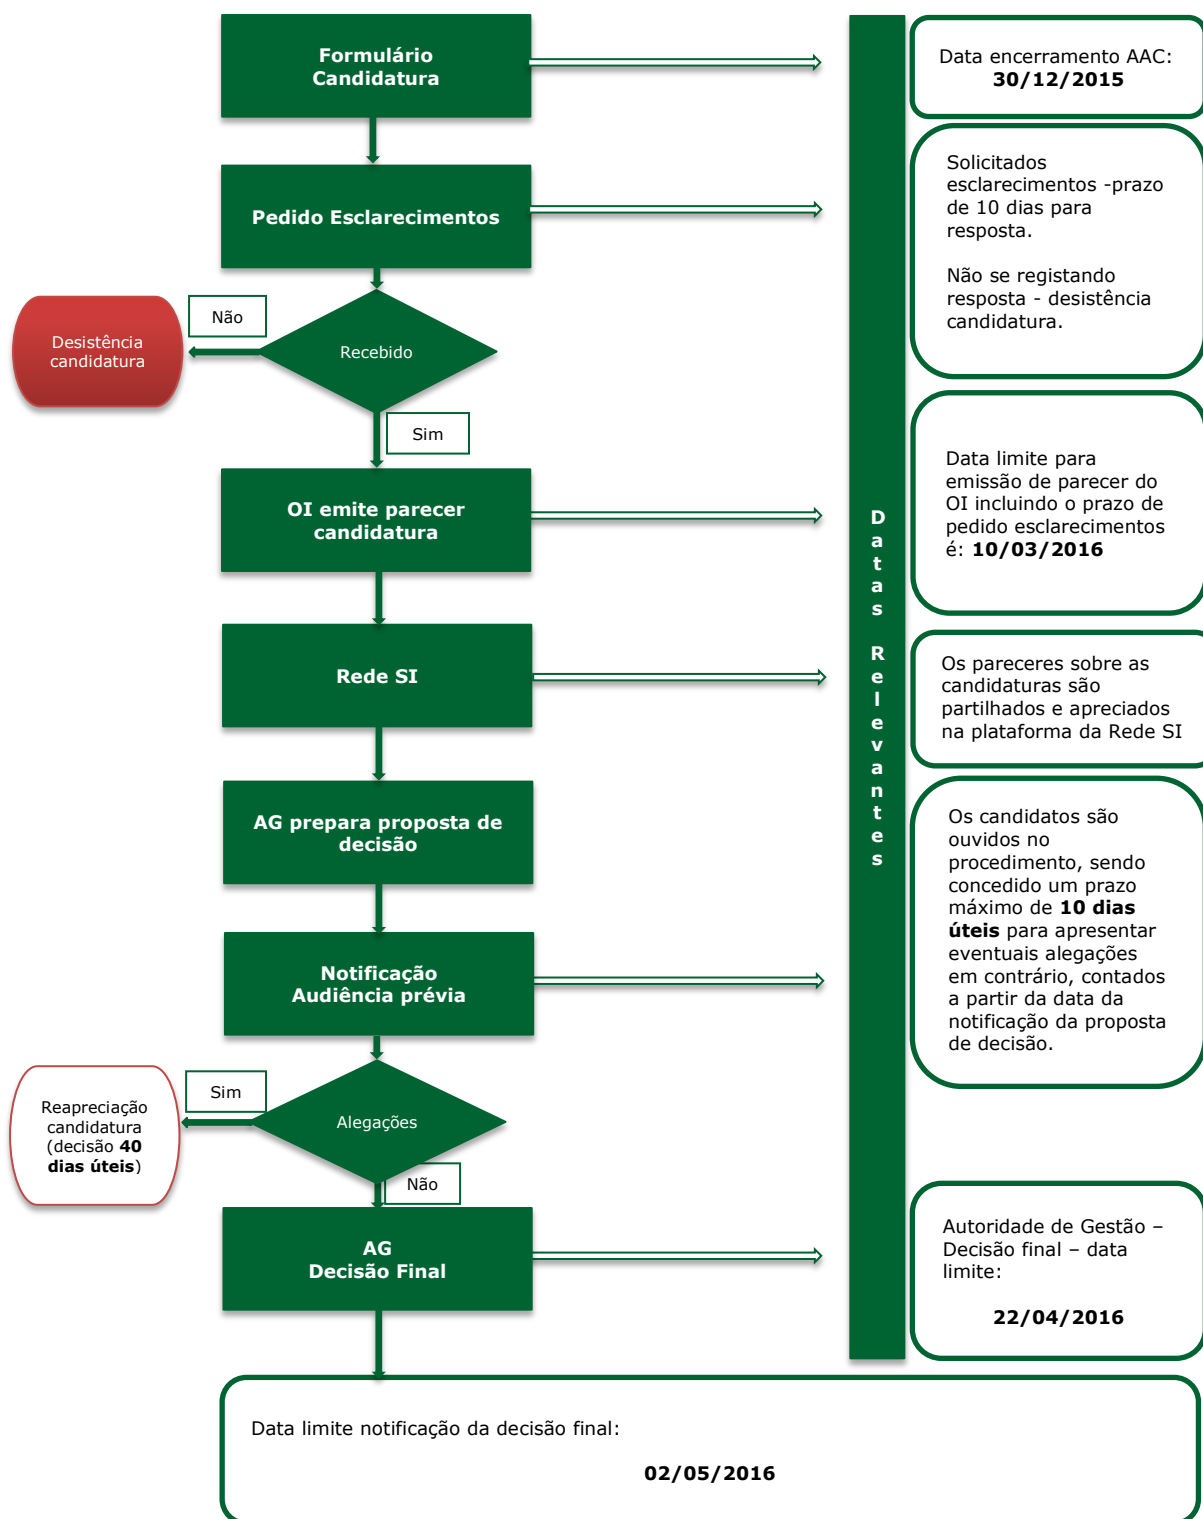 Formulário
Candidatura
Data encerramento AAC:
30/12/2015
Pedido Esclarecimentos
Solicitados
esclarecimentos -prazo
de 10 dias para
resposta.
Não se registando
resposta - desistência
candidatura.
Não
Desistência
candidatura
Recebido
Sim
OI emite parecer
candidatura
Data limite para
emissão de parecer do
OI incluindo o prazo de
pedido esclarecimentos
é: 10/03/2016
Datas Relevantes
Rede SI
Os pareceres sobre as
candidaturas são
partilhados e apreciados
na plataforma da Rede SI
AG prepara proposta de
decisão
Os candidatos são
ouvidos no
procedimento, sendo
concedido um prazo
máximo de 10 dias
úteis para apresentar
eventuais alegações
em contrário, contados
a partir da data da
notificação da proposta
de decisão.
Notificação
Audiência prévia
Sim
Reapreciação
candidatura
(decisão 40
dias úteis)
Alegações
Não
AG
Decisão Final
Autoridade de Gestão –
Decisão final – data
limite:
22/04/2016
Data limite notificação da decisão final:
02/05/2016